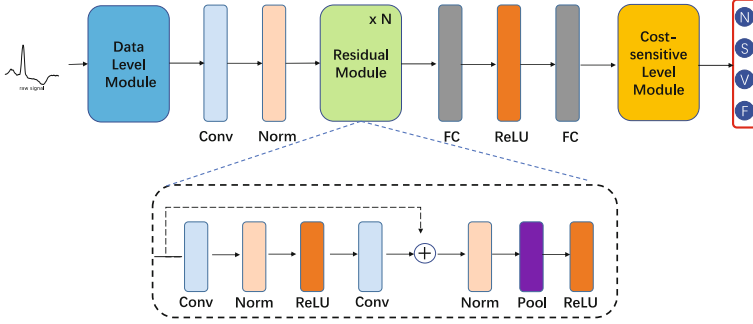 raw signal
Data
Level
Module
Conv
Norm
x N
Residual
Module
FC
ReLU
FC
Cost-
sensitive
Level
Module
N
S
V
F
Conv
Norm
ReLU
Conv
+
Norm
Pool
ReLU